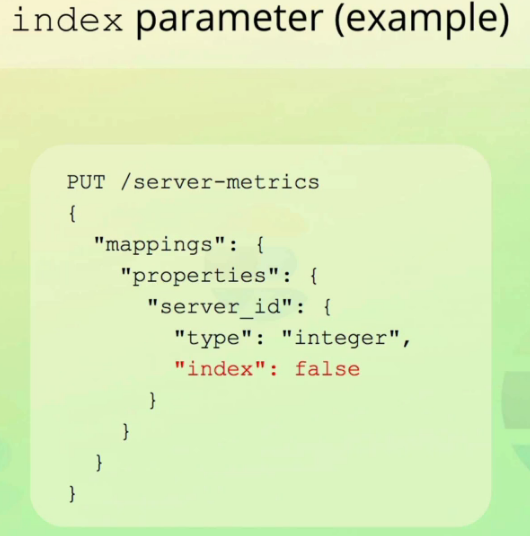 index parameter (example)
PUT /server-metrics
{
  "mappings": {
    "properties": {
      "server_id": {
        "type": "integer",
        "index": false
      }
    }
  }
}